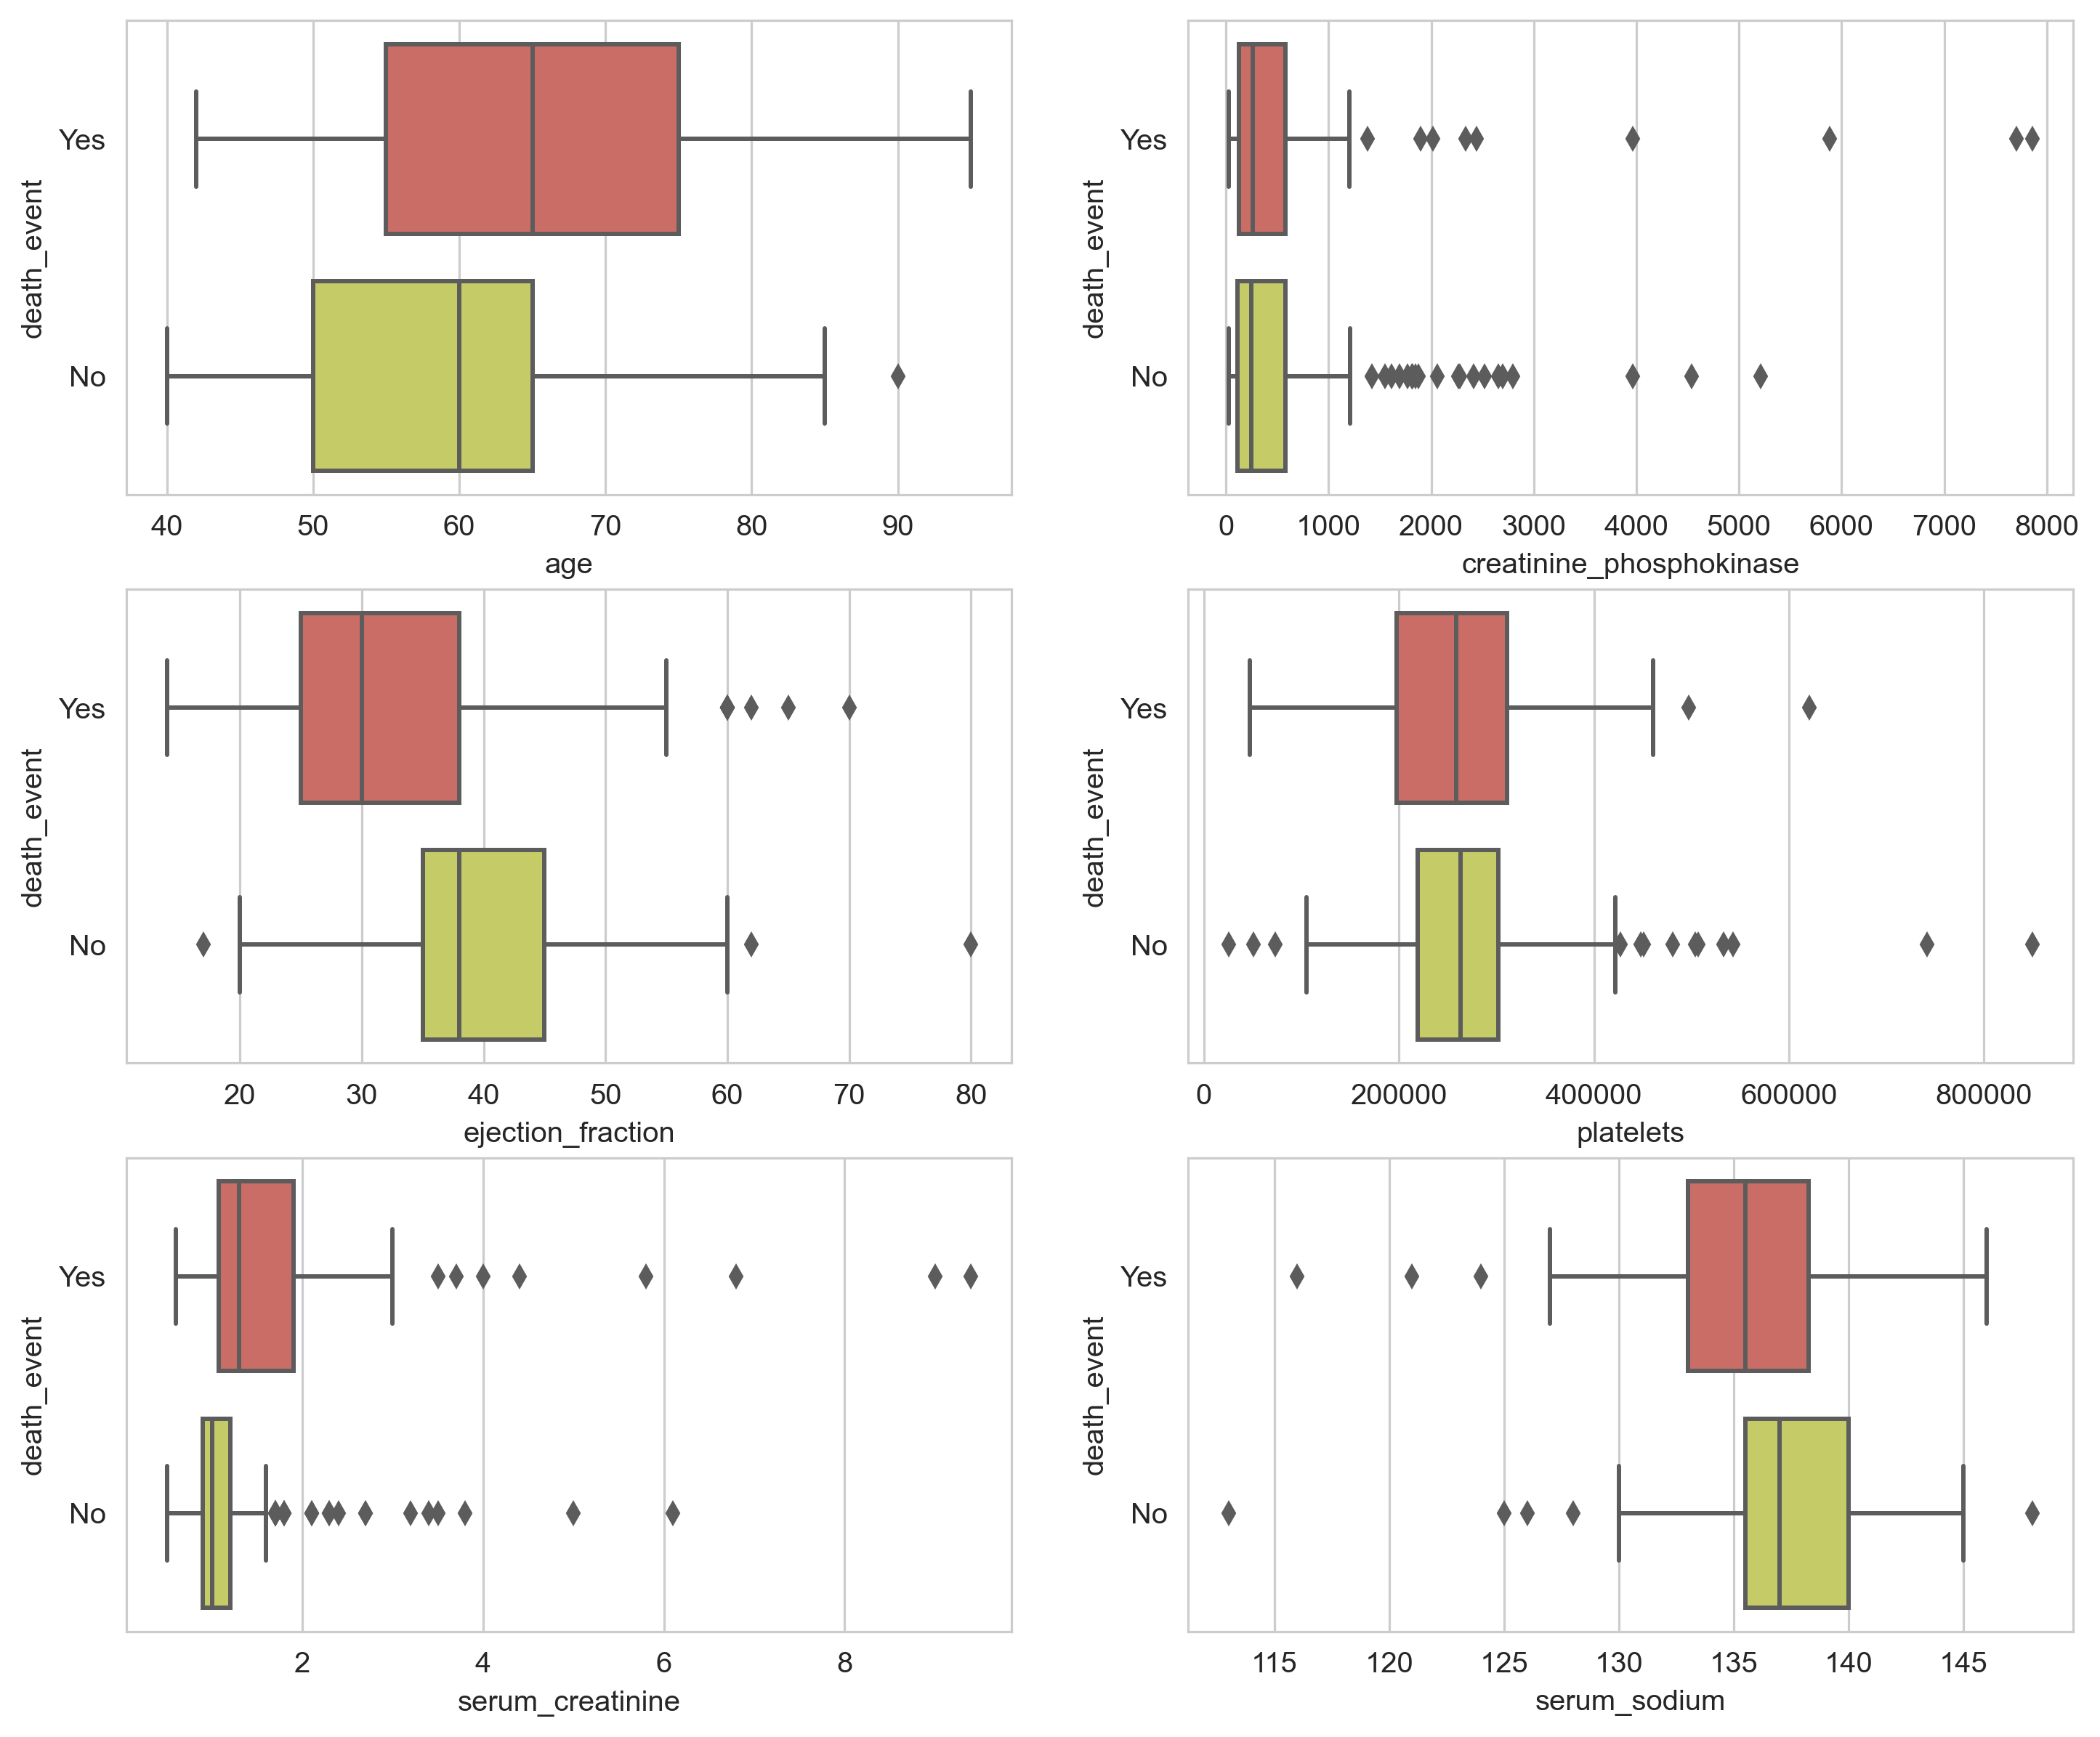 death_event
Yes
No
40 50 60 70 80 90
age
death_event
Yes
No
0 1000 2000 3000 4000 5000 6000 7000 8000
creatinine_phosphokinase
death_event
Yes
No
20 30 40 50 60 70 80
ejection_fraction
death_event
Yes
No
0 200000 400000 600000 800000
platelets
death_event
Yes
No
2 4 6 8
serum_creatinine
death_event
Yes
No
115 120 125 130 135 140 145
serum_sodium